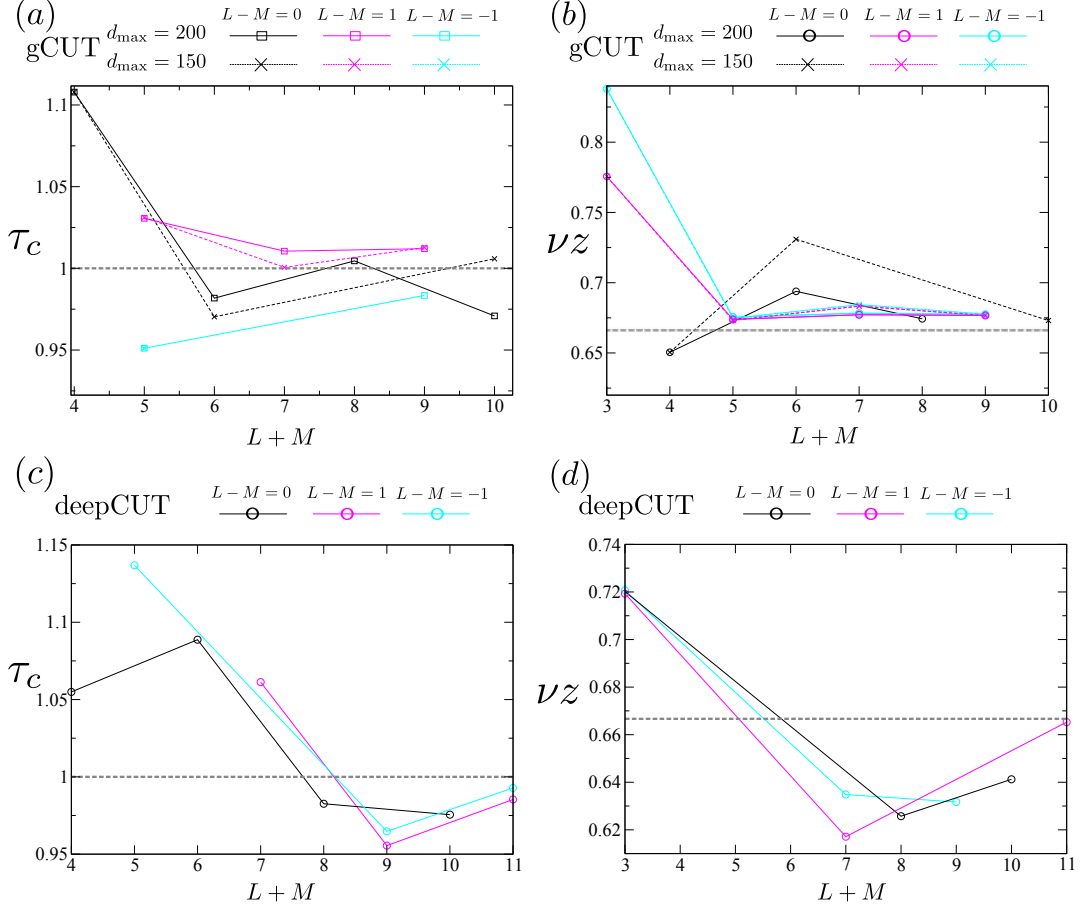 (a) L − M = 0 L − M = 1 L − M = −1
gCUT
d_max = 200
d_max = 150
1.1
1.05
1
0.95
τ_c
4 5 6 7 8 9 10
L + M
(b) L − M = 0 L − M = 1 L − M = −1
gCUT
d_max = 200
d_max = 150
0.8
0.75
0.7
0.65
νz
3 4 5 6 7 8 9 10
L + M
(c) L − M = 0 L − M = 1 L − M = −1
deepCUT
1.15
1.1
1.05
1
0.95
τ_c
4 5 6 7 8 9 10 11
L + M
(d) L − M = 0 L − M = 1 L − M = −1
deepCUT
0.74
0.72
0.7
0.68
0.66
0.64
0.62
νz
3 4 5 6 7 8 9 10 11
L + M